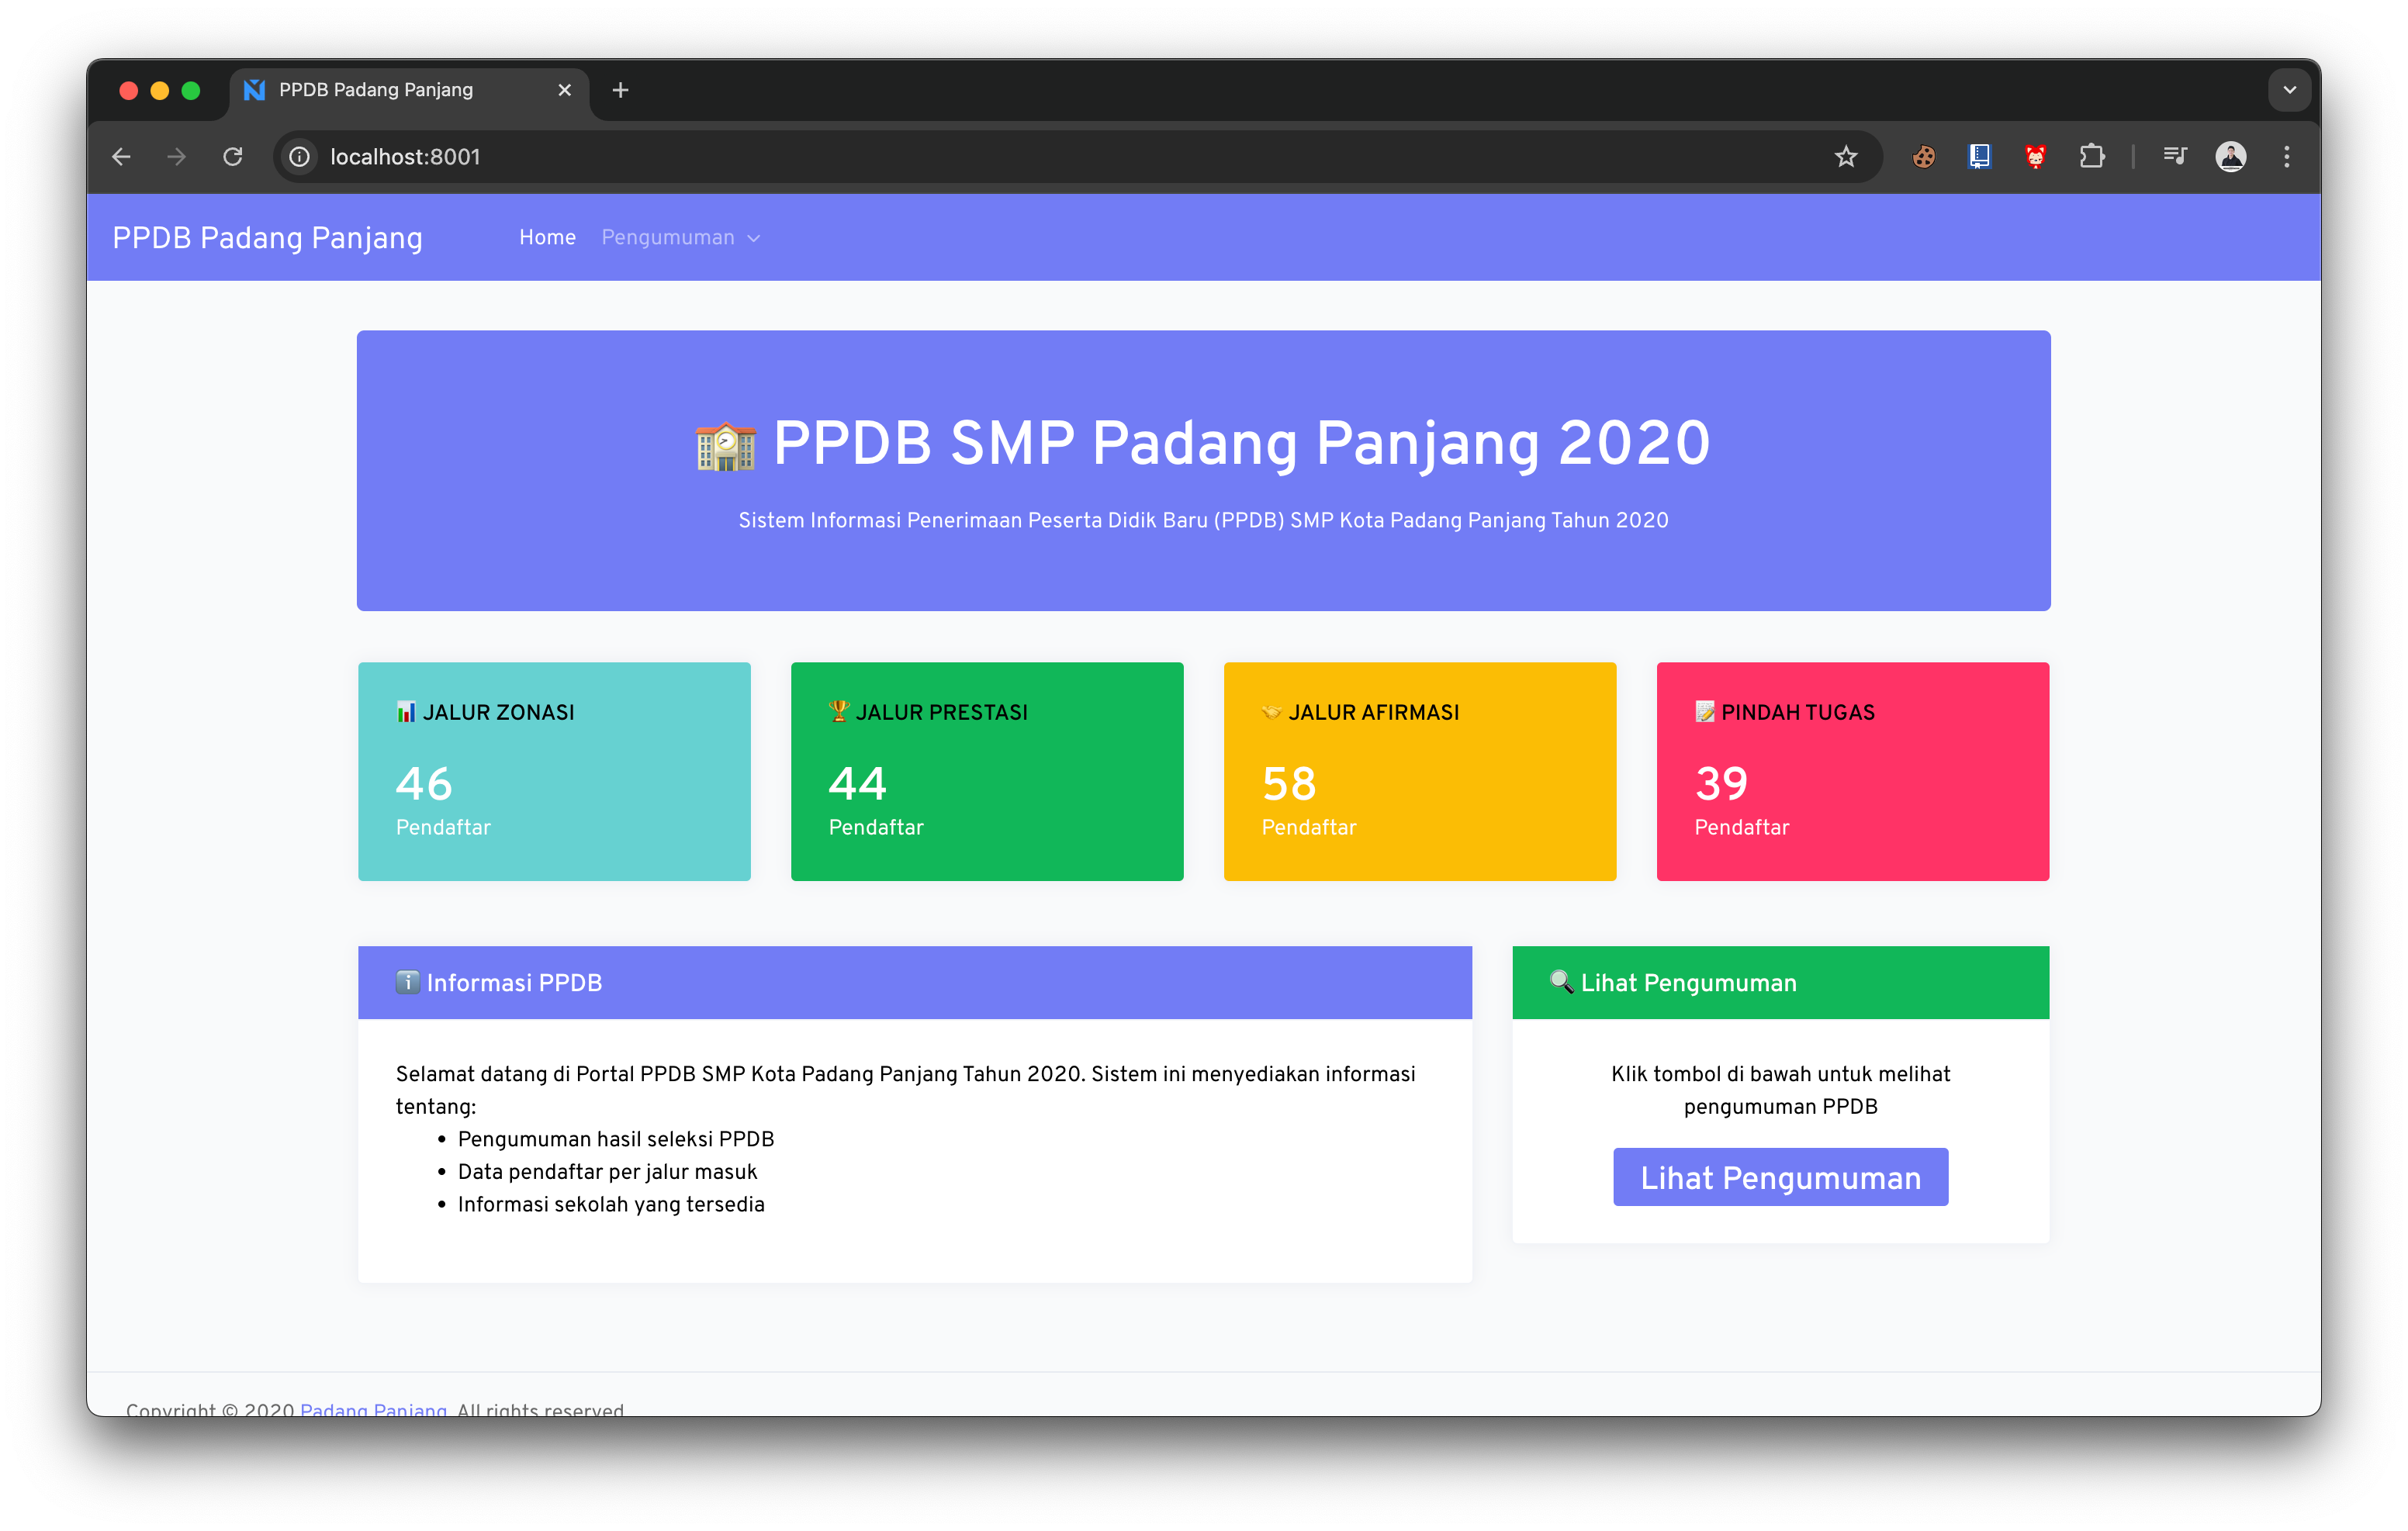 PPDB Padang Panjang
localhost:8001
PPDB Padang Panjang
Home
Pengumuman
PPDB SMP Padang Panjang 2020
Sistem Informasi Penerimaan Peserta Didik Baru (PPDB) SMP Kota Padang Panjang Tahun 2020
JALUR ZONASI
46
Pendaftar
JALUR PRESTASI
44
Pendaftar
JALUR AFIRMASI
58
Pendaftar
PINDAH TUGAS
39
Pendaftar
Informasi PPDB
Selamat datang di Portal PPDB SMP Kota Padang Panjang Tahun 2020. Sistem ini menyediakan informasi
tentang:
• Pengumuman hasil seleksi PPDB
• Data pendaftar per jalur masuk
• Informasi sekolah yang tersedia
Lihat Pengumuman
Klik tombol di bawah untuk melihat
pengumuman PPDB
Lihat Pengumuman
Copyright © 2020 Padang Panjang. All rights reserved